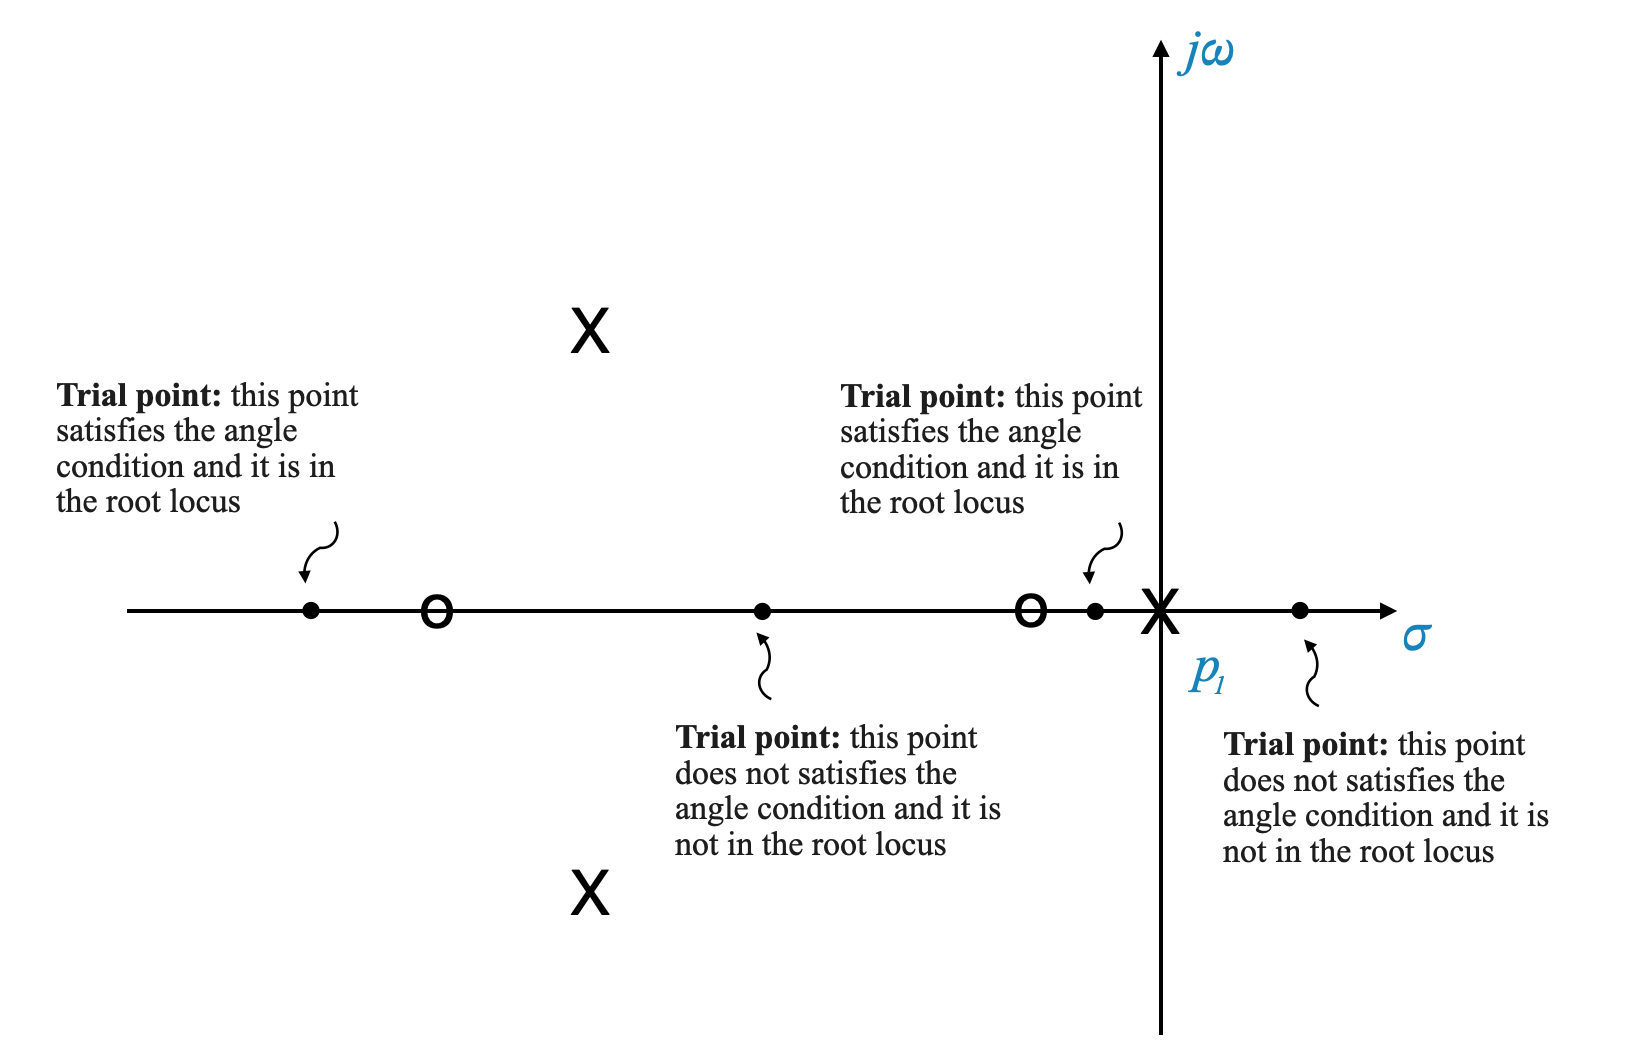 jω
Trial point: this point
satisfies the angle
condition and it is in
the root locus
Trial point: this point
satisfies the angle
condition and it is in
the root locus
σ
p1
Trial point: this point
does not satisfies the
angle condition and it is
not in the root locus
Trial point: this point
does not satisfies the
angle condition and it is
not in the root locus